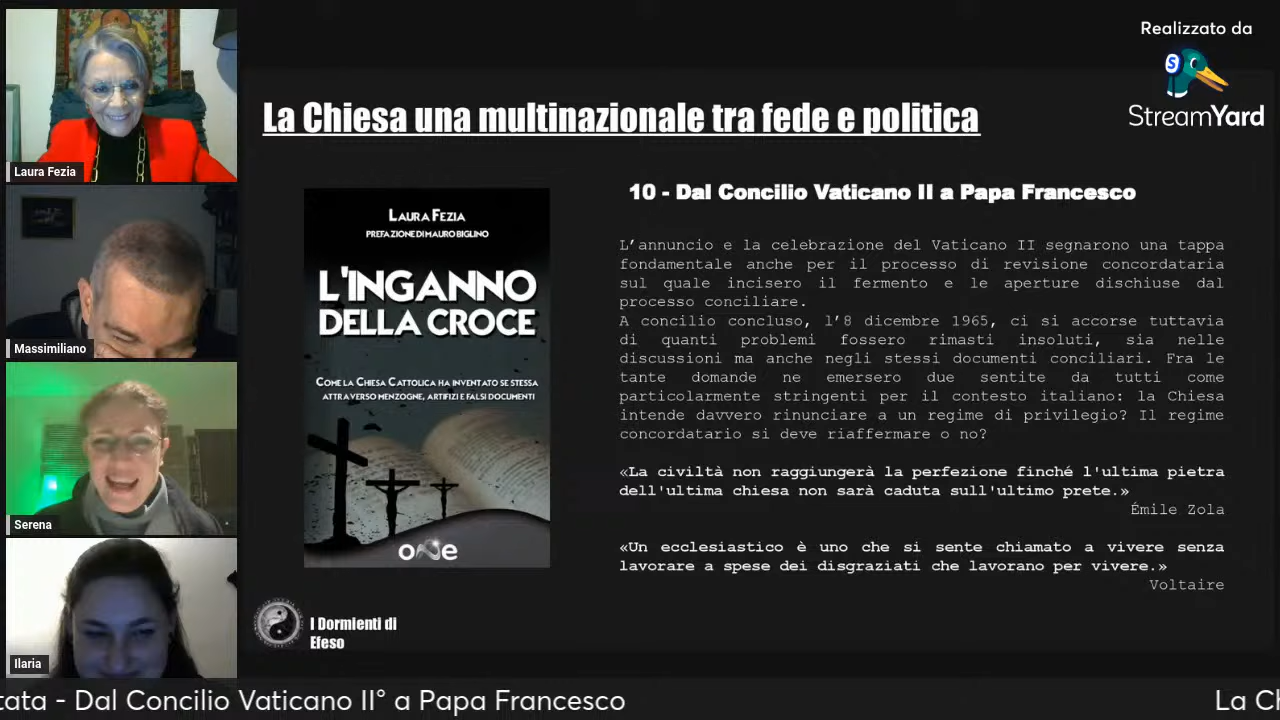 Realizzato da
StreamYard
La Chiesa una multinazionale tra fede e politica
Laura Fezia
Massimiliano
Serena
Ilaria
LAURA FEZIA
PREFAZIONE DI MAURO BIGLINO
L'INGANNO
DELLA CROCE
COME LA CHIESA CATTOLICA HA INVENTATO SE STESSA
ATTRAVERSO MENZOGNE, ARTIFIZI E FALSI DOCUMENTI
one
10 - Dal Concilio Vaticano II a Papa Francesco
L’annuncio e la celebrazione del Vaticano II segnarono una tappa
fondamentale anche per il processo di revisione concordataria
sul quale incisero il fermento e le aperture dischiuse dal
processo conciliare.
A concilio concluso, l’8 dicembre 1965, ci si accorse tuttavia
di quanti problemi fossero rimasti insoluti, sia nelle
discussioni ma anche negli stessi documenti conciliari. Fra le
tante domande ne emersero due sentite da tutti come
particolarmente stringenti per il contesto italiano: la Chiesa
intende davvero rinunciare a un regime di privilegio? Il regime
concordatario si deve riaffermare o no?
«La civiltà non raggiungerà la perfezione finché l'ultima pietra
dell'ultima chiesa non sarà caduta sull'ultimo prete.»
Émile Zola
«Un ecclesiastico è uno che si sente chiamato a vivere senza
lavorare a spese dei disgraziati che lavorano per vivere.»
Voltaire
I Dormienti di
Efeso
tata - Dal Concilio Vaticano II° a Papa Francesco
La Ch